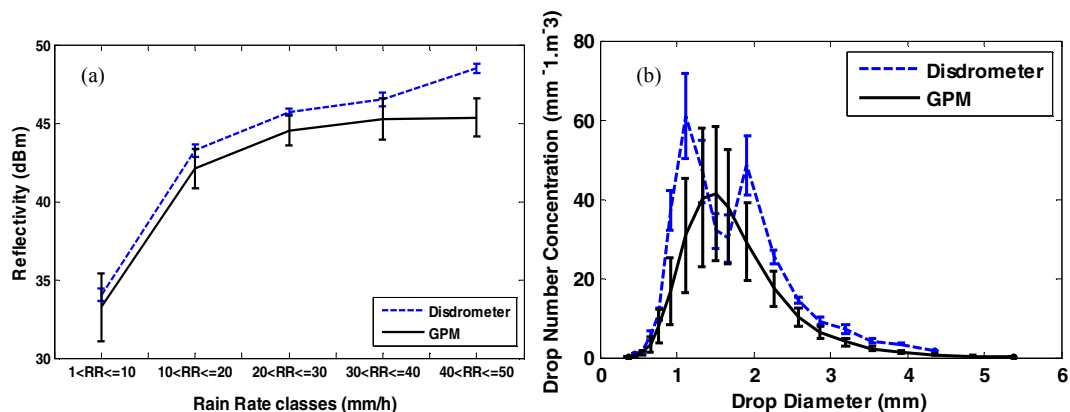 (a)
Reflectivity (dBm)
50
45
40
35
30
Disdrometer
GPM
1<RR<=10 10<RR<=20 20<RR<=30 30<RR<=40 40<RR<=50
Rain Rate classes (mm/h)
(b)
Drop Number Concentration (mm⁻1.m⁻3)
80
60
40
20
0
Disdrometer
GPM
0 1 2 3 4 5 6
Drop Diameter (mm)